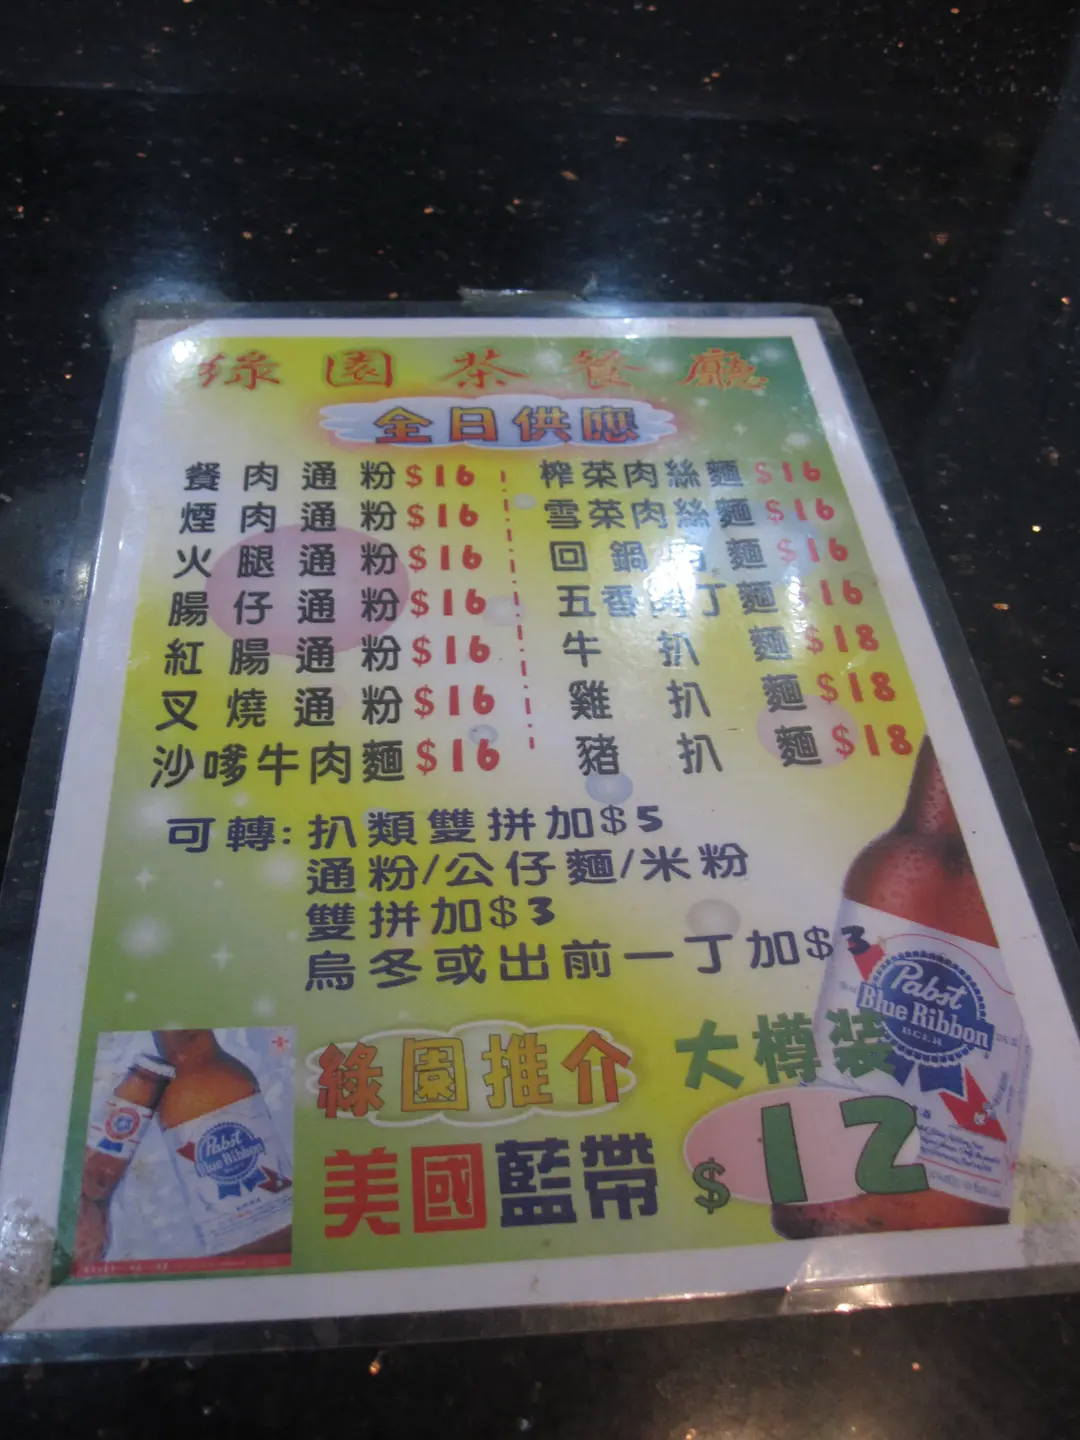 綠園茶餐廳
全日供應
餐肉通粉$16
煙肉通粉$16
火腿通粉$16
腸仔通粉$16
紅腸通粉$16
叉燒通粉$16
沙嗲牛肉麵$16
榨菜肉絲麵$16
雪菜肉絲麵$16
回鍋肉麵$16
五香肉丁麵$16
牛扒麵$18
雞扒麵$18
豬扒麵$18
可轉:扒類雙拼加$5
通粉/公仔麵/米粉
雙拼加$3
烏冬或出前一丁加$3
Pabst
Blue Ribbon
BEER
綠園推介
大樽裝
美國藍帶
$12
Pabst
Blue Ribbon